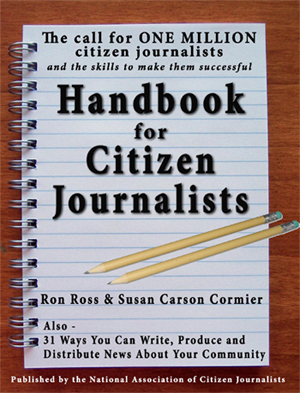 The call for ONE MILLION
citizen journalists
and the skills to make them successful
Handbook
for
Citizen
Journalists
Ron Ross & Susan Carson Cormier
Also -
31 Ways You Can Write, Produce and
Distribute News About Your Community
Published by the National Association of Citizen Journalists